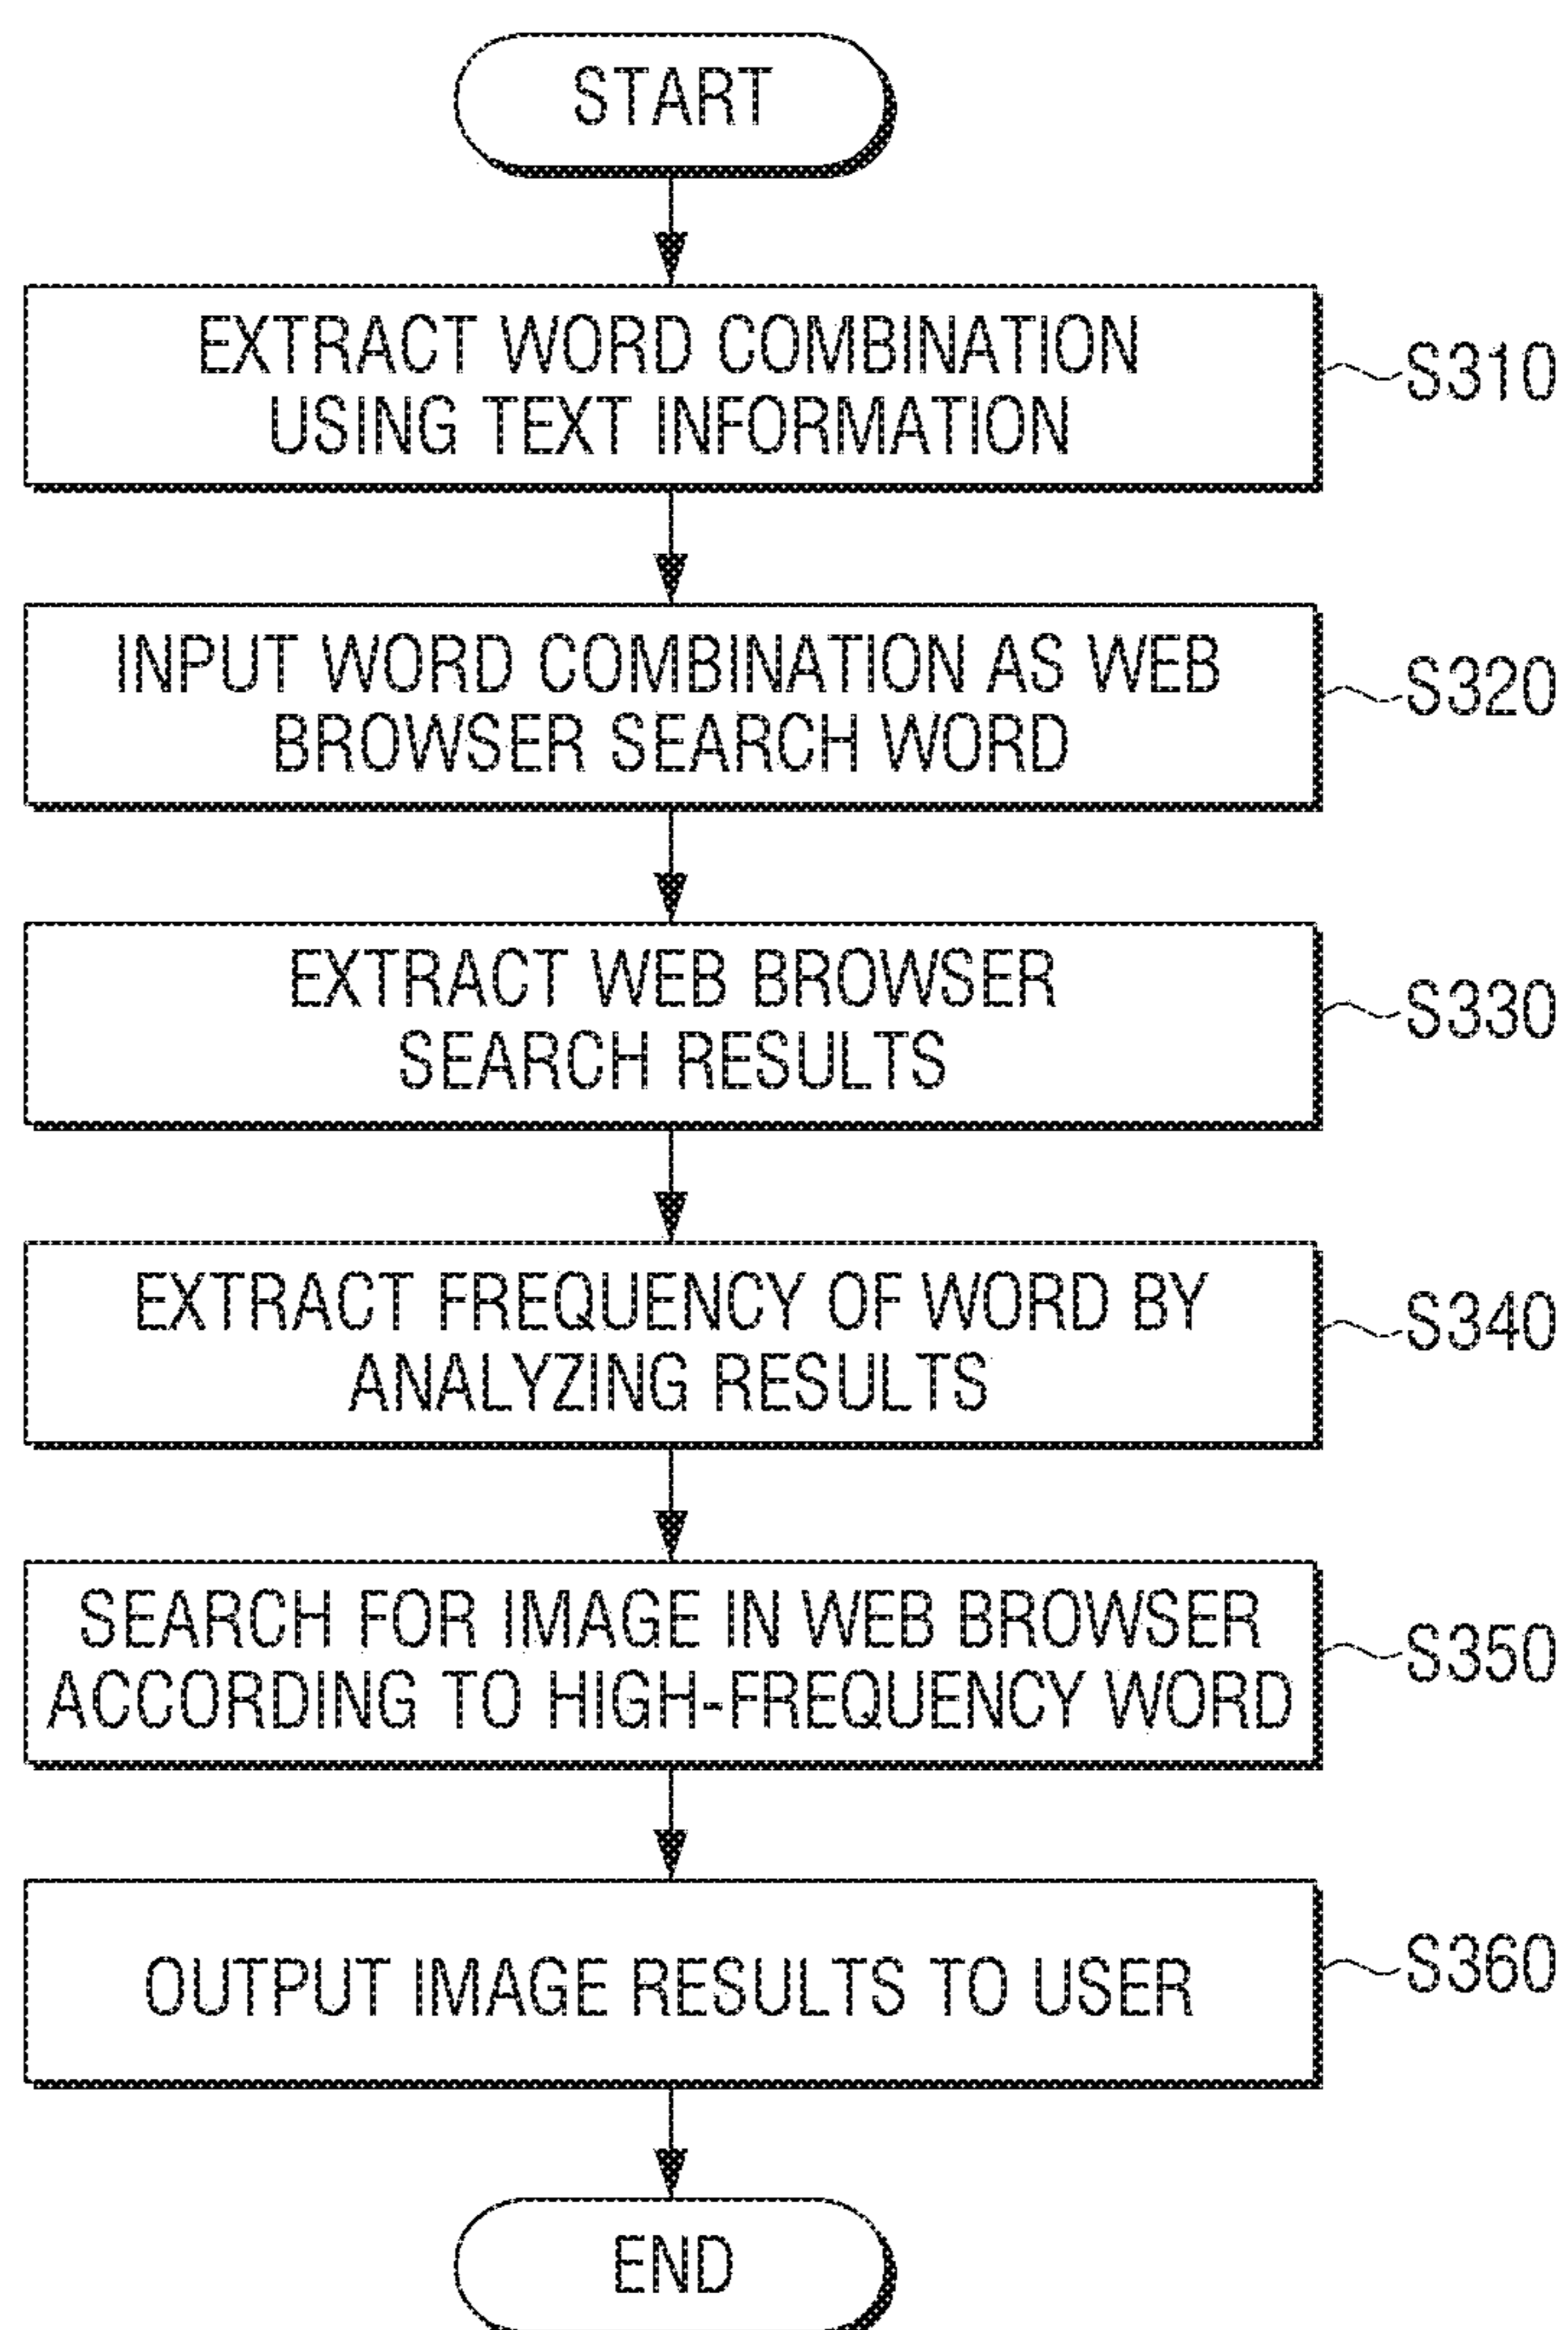 START
EXTRACT WORD COMBINATION
USING TEXT INFORMATION
S310
INPUT WORD COMBINATION AS WEB
BROWSER SEARCH WORD
S320
EXTRACT WEB BROWSER
SEARCH RESULTS
S330
EXTRACT FREQUENCY OF WORD BY
ANALYZING RESULTS
S340
SEARCH FOR IMAGE IN WEB BROWSER
ACCORDING TO HIGH-FREQUENCY WORD
S350
OUTPUT IMAGE RESULTS TO USER
S360
END